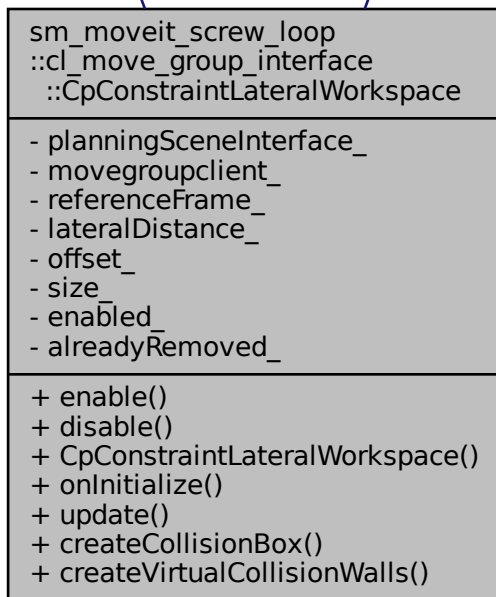 sm_moveit_screw_loop
::cl_move_group_interface
::CpConstraintLateralWorkspace
- planningSceneInterface_
- movegroupclient_
- referenceFrame_
- lateralDistance_
- offset_
- size_
- enabled_
- alreadyRemoved_
+ enable()
+ disable()
+ CpConstraintLateralWorkspace()
+ onInitialize()
+ update()
+ createCollisionBox()
+ createVirtualCollisionWalls()